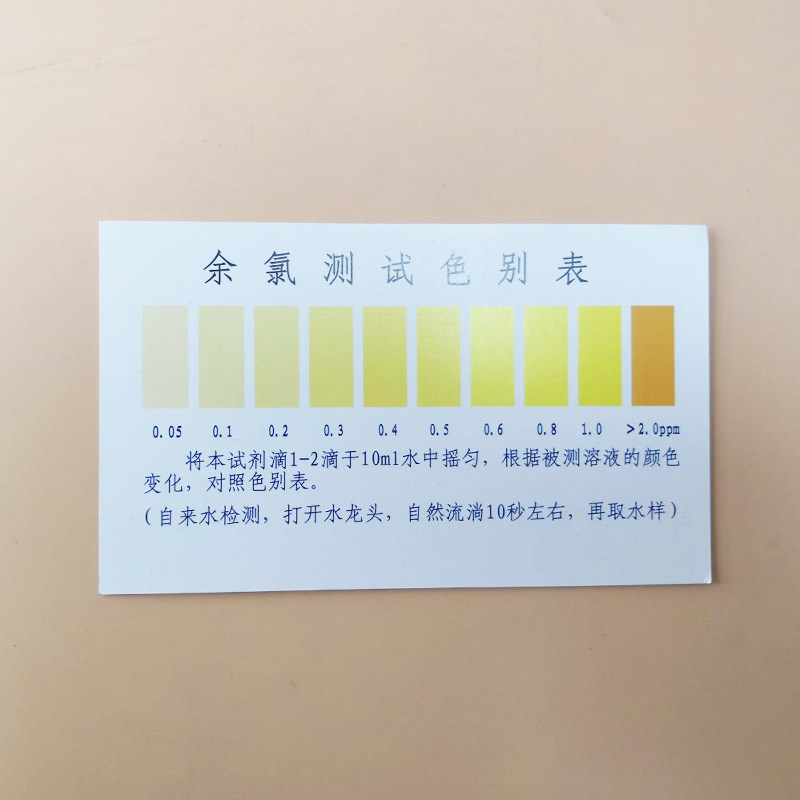 余氯测试色别表
0.05 0.1 0.2 0.3 0.4 0.5 0.6 0.8 1.0 >2.0ppm
将本试剂滴1-2滴于10ml水中摇匀，根据被测溶液的颜色
变化，对照色别表。
（自来水检测，打开水龙头，自然流淌10秒左右，再取水样）